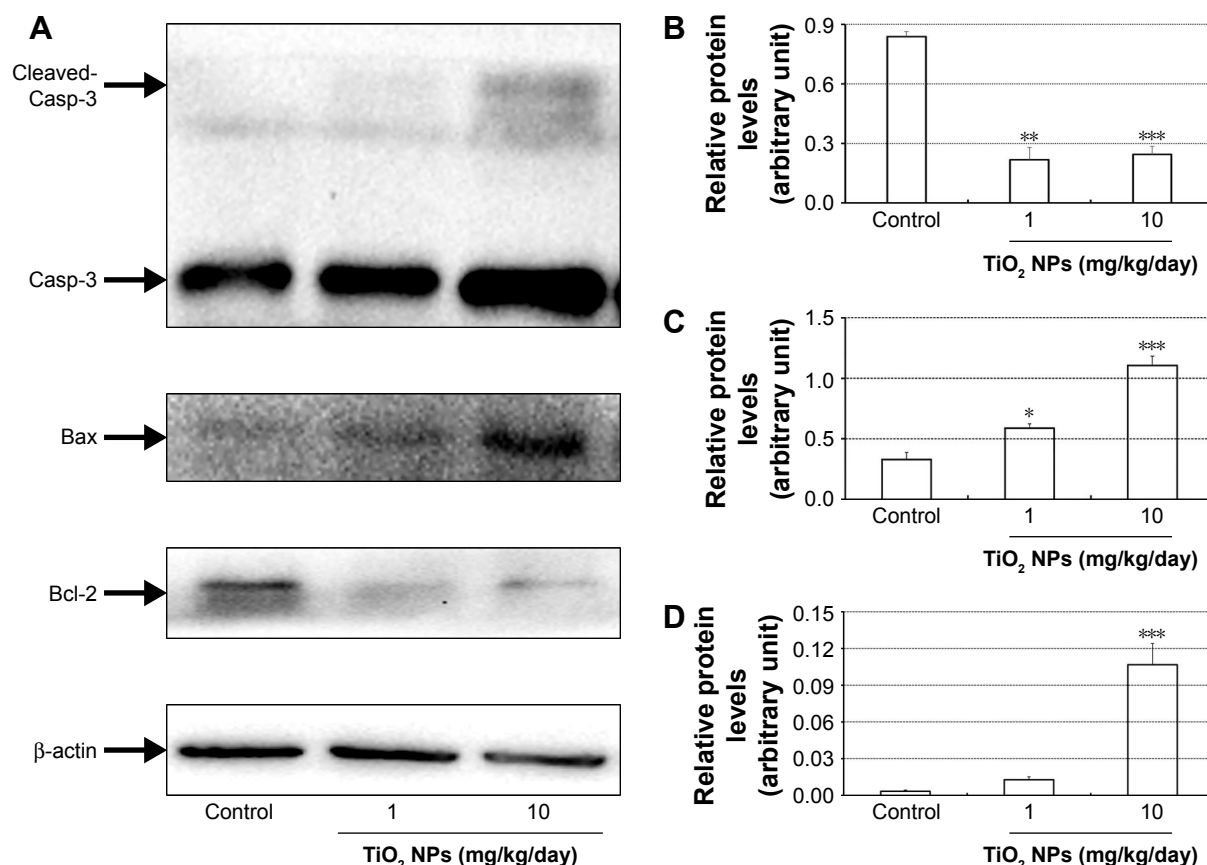 A
Cleaved-
Casp-3
Casp-3
Bax
Bcl-2
β-actin
Control 1 10
TiO₂ NPs (mg/kg/day)
B
Relative protein
levels
(arbitrary unit)
0.9
0.6
0.3
0.0
** ***
Control 1 10
TiO₂ NPs (mg/kg/day)
C
Relative protein
levels
(arbitrary unit)
1.5
1.0
0.5
0.0
* ***
Control 1 10
TiO₂ NPs (mg/kg/day)
D
Relative protein
levels
(arbitrary unit)
0.15
0.12
0.09
0.06
0.03
0.00
***
Control 1 10
TiO₂ NPs (mg/kg/day)